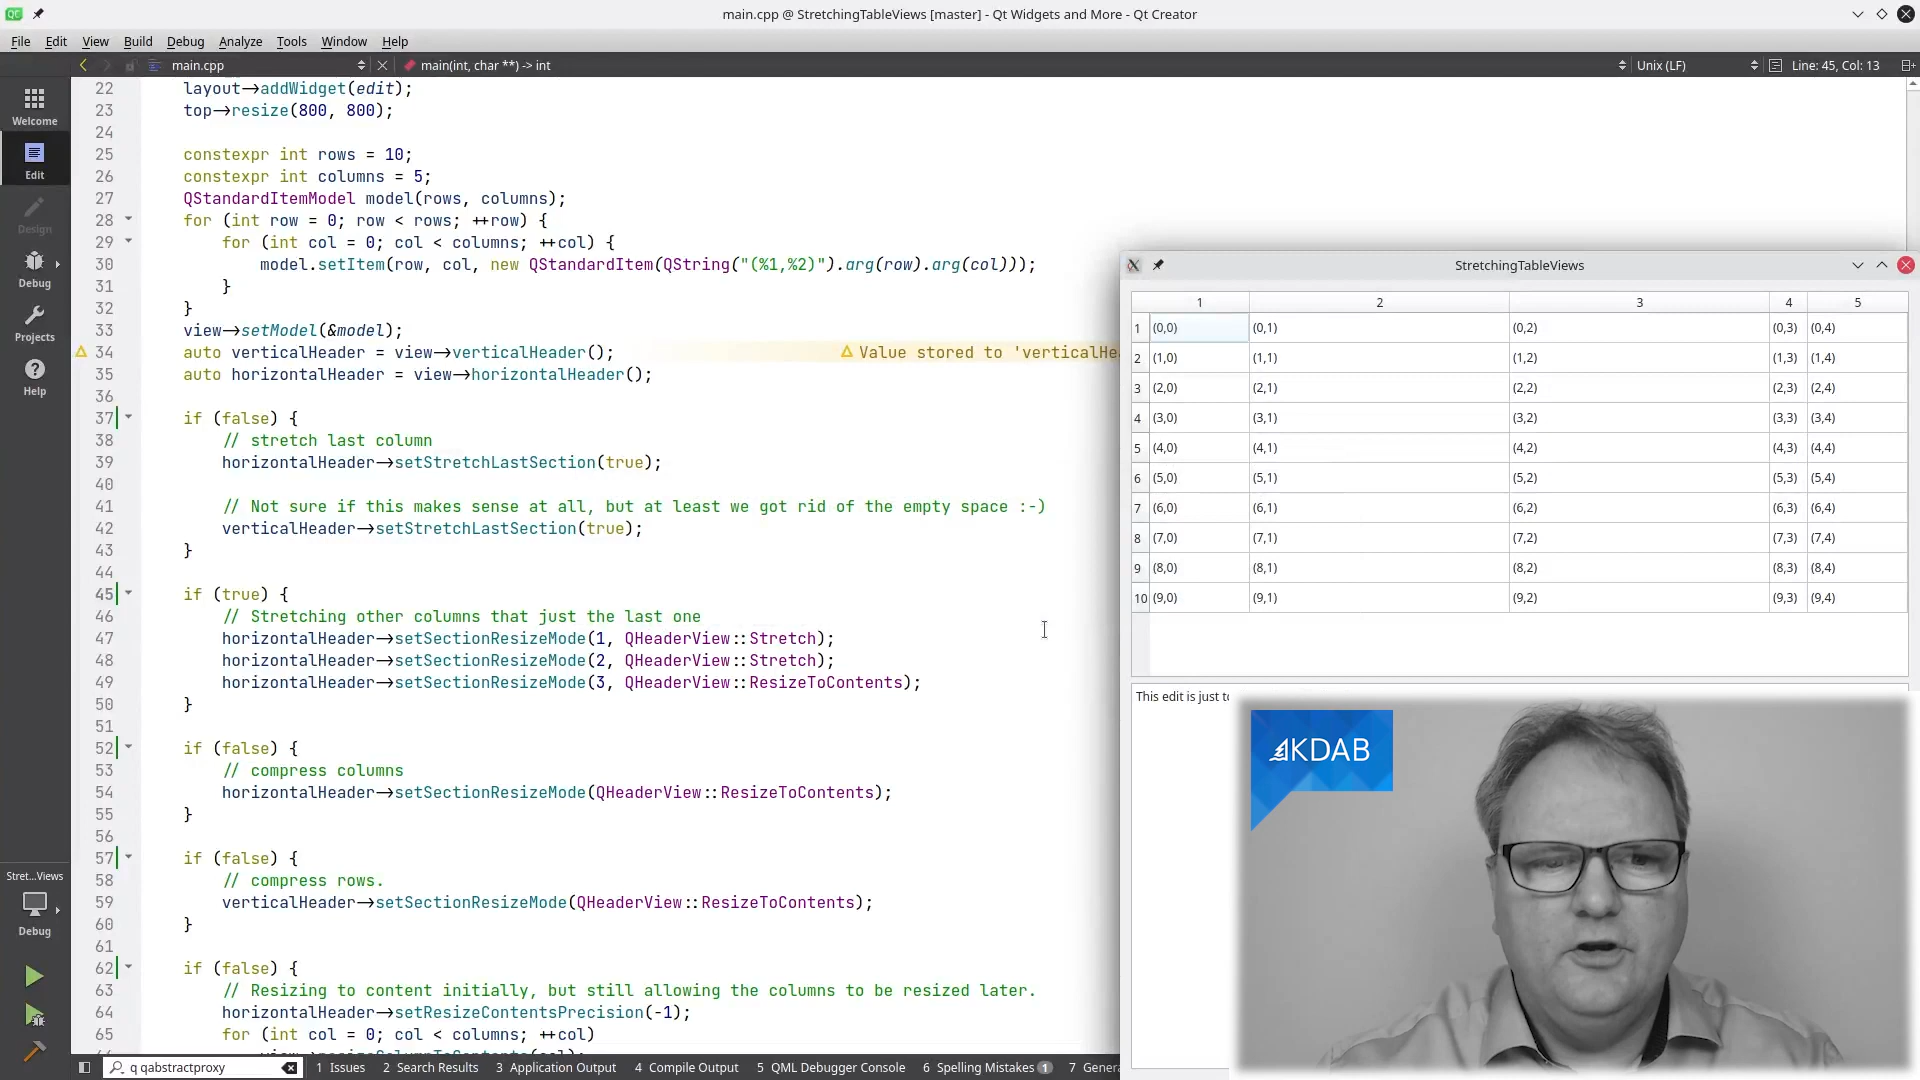 main.cpp @ StretchingTableViews [master] - Qt Widgets and More - Qt Creator
File Edit View Build Debug Analyze Tools Window Help
main.cpp main(int, char **) -> int Unix (LF) Line: 45, Col: 13
Welcome
Edit
Design
Debug
Projects
Help
Stret...Views
Debug
22 layout->addWidget(edit);
23 top->resize(800, 800);
24
25 constexpr int rows = 10;
26 constexpr int columns = 5;
27 QStandardItemModel model(rows, columns);
28 for (int row = 0; row < rows; ++row) {
29 for (int col = 0; col < columns; ++col) {
30 model.setItem(row, col, new QStandardItem(QString("(%1,%2)").arg(row).arg(col)));
31 }
32 }
33 view->setModel(&model);
34 auto verticalHeader = view->verticalHeader(); Value stored to 'verticalHe
35 auto horizontalHeader = view->horizontalHeader();
36
37 if (false) {
38 // stretch last column
39 horizontalHeader->setStretchLastSection(true);
40
41 // Not sure if this makes sense at all, but at least we got rid of the empty space :-)
42 verticalHeader->setStretchLastSection(true);
43 }
44
45 if (true) {
46 // Stretching other columns that just the last one
47 horizontalHeader->setSectionResizeMode(1, QHeaderView::Stretch);
48 horizontalHeader->setSectionResizeMode(2, QHeaderView::Stretch);
49 horizontalHeader->setSectionResizeMode(3, QHeaderView::ResizeToContents);
50 }
51
52 if (false) {
53 // compress columns
54 horizontalHeader->setSectionResizeMode(QHeaderView::ResizeToContents);
55 }
56
57 if (false) {
58 // compress rows.
59 verticalHeader->setSectionResizeMode(QHeaderView::ResizeToContents);
60 }
61
62 if (false) {
63 // Resizing to content initially, but still allowing the columns to be resized later.
64 horizontalHeader->setResizeContentsPrecision(-1);
65 for (int col = 0; col < columns; ++col)
StretchingTableViews
1 2 3 4 5
1 (0,0) (0,1) (0,2) (0,3) (0,4)
2 (1,0) (1,1) (1,2) (1,3) (1,4)
3 (2,0) (2,1) (2,2) (2,3) (2,4)
4 (3,0) (3,1) (3,2) (3,3) (3,4)
5 (4,0) (4,1) (4,2) (4,3) (4,4)
6 (5,0) (5,1) (5,2) (5,3) (5,4)
7 (6,0) (6,1) (6,2) (6,3) (6,4)
8 (7,0) (7,1) (7,2) (7,3) (7,4)
9 (8,0) (8,1) (8,2) (8,3) (8,4)
10 (9,0) (9,1) (9,2) (9,3) (9,4)
This edit is just t
KDAB
q qabstractproxy 1 Issues 2 Search Results 3 Application Output 4 Compile Output 5 QML Debugger Console 6 Spelling Mistakes 1 7 Genera